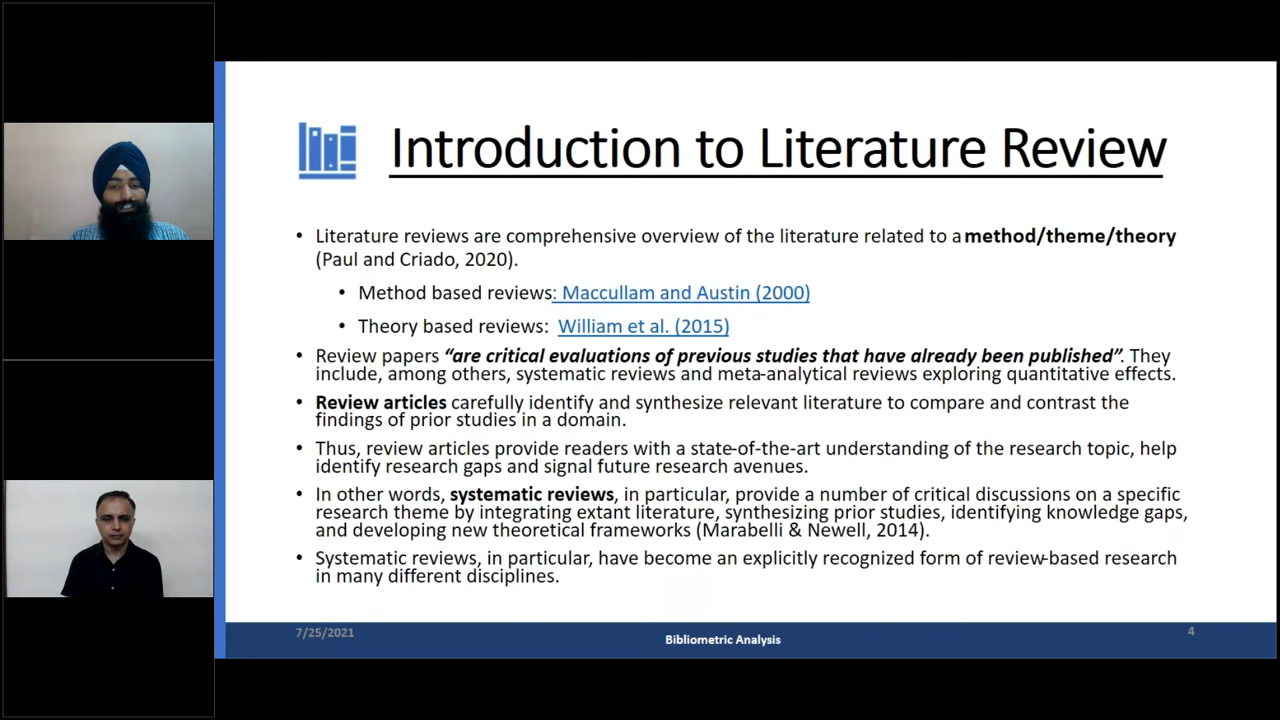 Introduction to Literature Review
• Literature reviews are comprehensive overview of the literature related to a method/theme/theory
(Paul and Criado, 2020).
• Method based reviews: Maccullam and Austin (2000)
• Theory based reviews: William et al. (2015)
• Review papers “are critical evaluations of previous studies that have already been published”. They
include, among others, systematic reviews and meta-analytical reviews exploring quantitative effects.
• Review articles carefully identify and synthesize relevant literature to compare and contrast the
findings of prior studies in a domain.
• Thus, review articles provide readers with a state-of-the-art understanding of the research topic, help
identify research gaps and signal future research avenues.
• In other words, systematic reviews, in particular, provide a number of critical discussions on a specific
research theme by integrating extant literature, synthesizing prior studies, identifying knowledge gaps,
and developing new theoretical frameworks (Marabelli & Newell, 2014).
• Systematic reviews, in particular, have become an explicitly recognized form of review-based research
in many different disciplines.
7/25/2021
Bibliometric Analysis
4